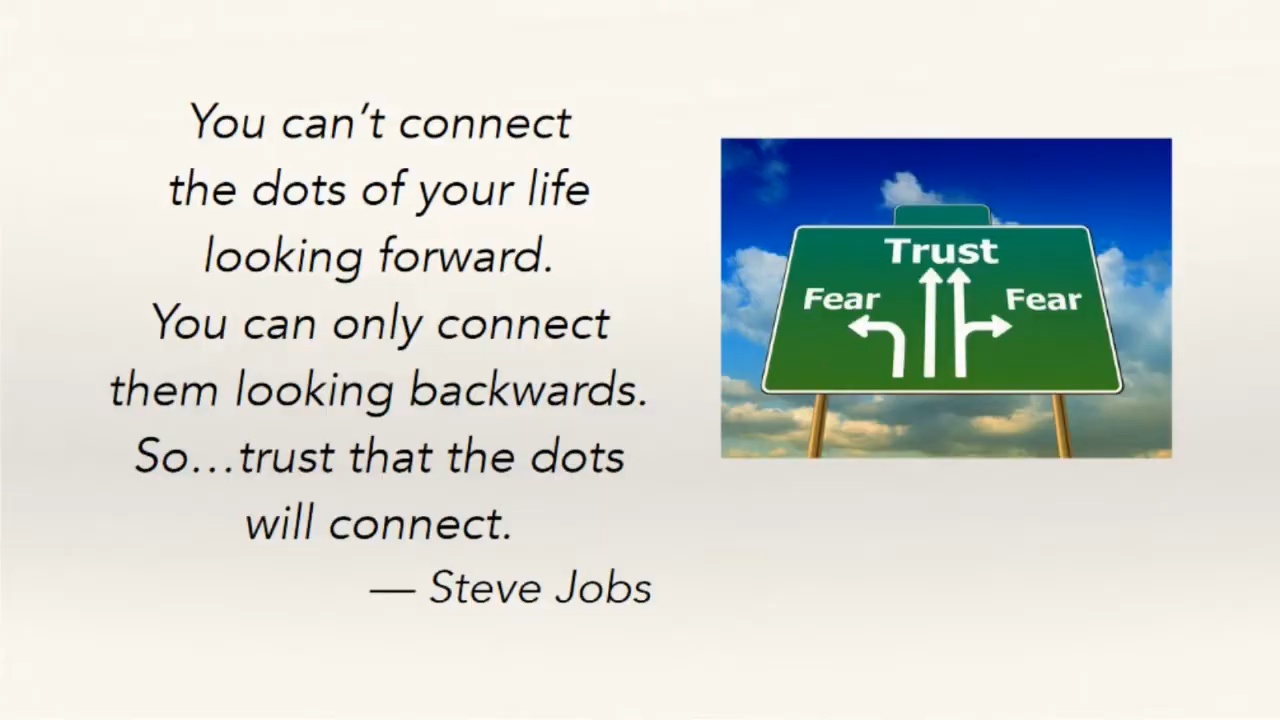 You can’t connect
the dots of your life
looking forward.
You can only connect
them looking backwards.
So…trust that the dots
will connect.
— Steve Jobs
Trust
Fear
Fear